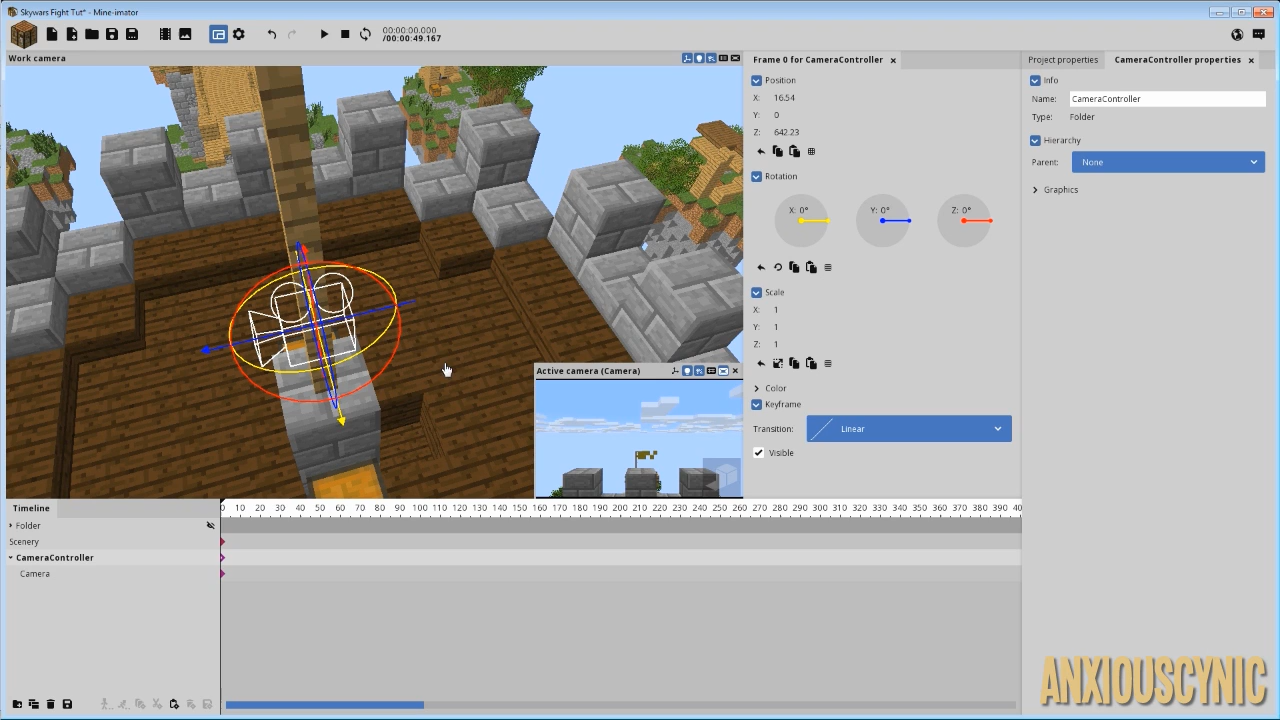 Skywars Fight Tut* - Mine-imator
00:00:00.000
/00:00:49.167
Work camera
Active camera (Camera)
Frame 0 for CameraController
Position
X: 16.54
Y: 0
Z: 642.23
Rotation
X: 0° Y: 0° Z: 0°
Scale
X: 1
Y: 1
Z: 1
Color
Keyframe
Transition: Linear
Visible
Project properties CameraController properties
Info
Name: CameraController
Type: Folder
Hierarchy
Parent: None
Graphics
Timeline
0 10 20 30 40 50 60 70 80 90 100 110 120 130 140 150 160 170 180 190 200 210 220 230 240 250 260 270 280 290 300 310 320 330 340 350 360 370 380 390 40
Folder
Scenery
CameraController
Camera
ANXIOUSCYNIC